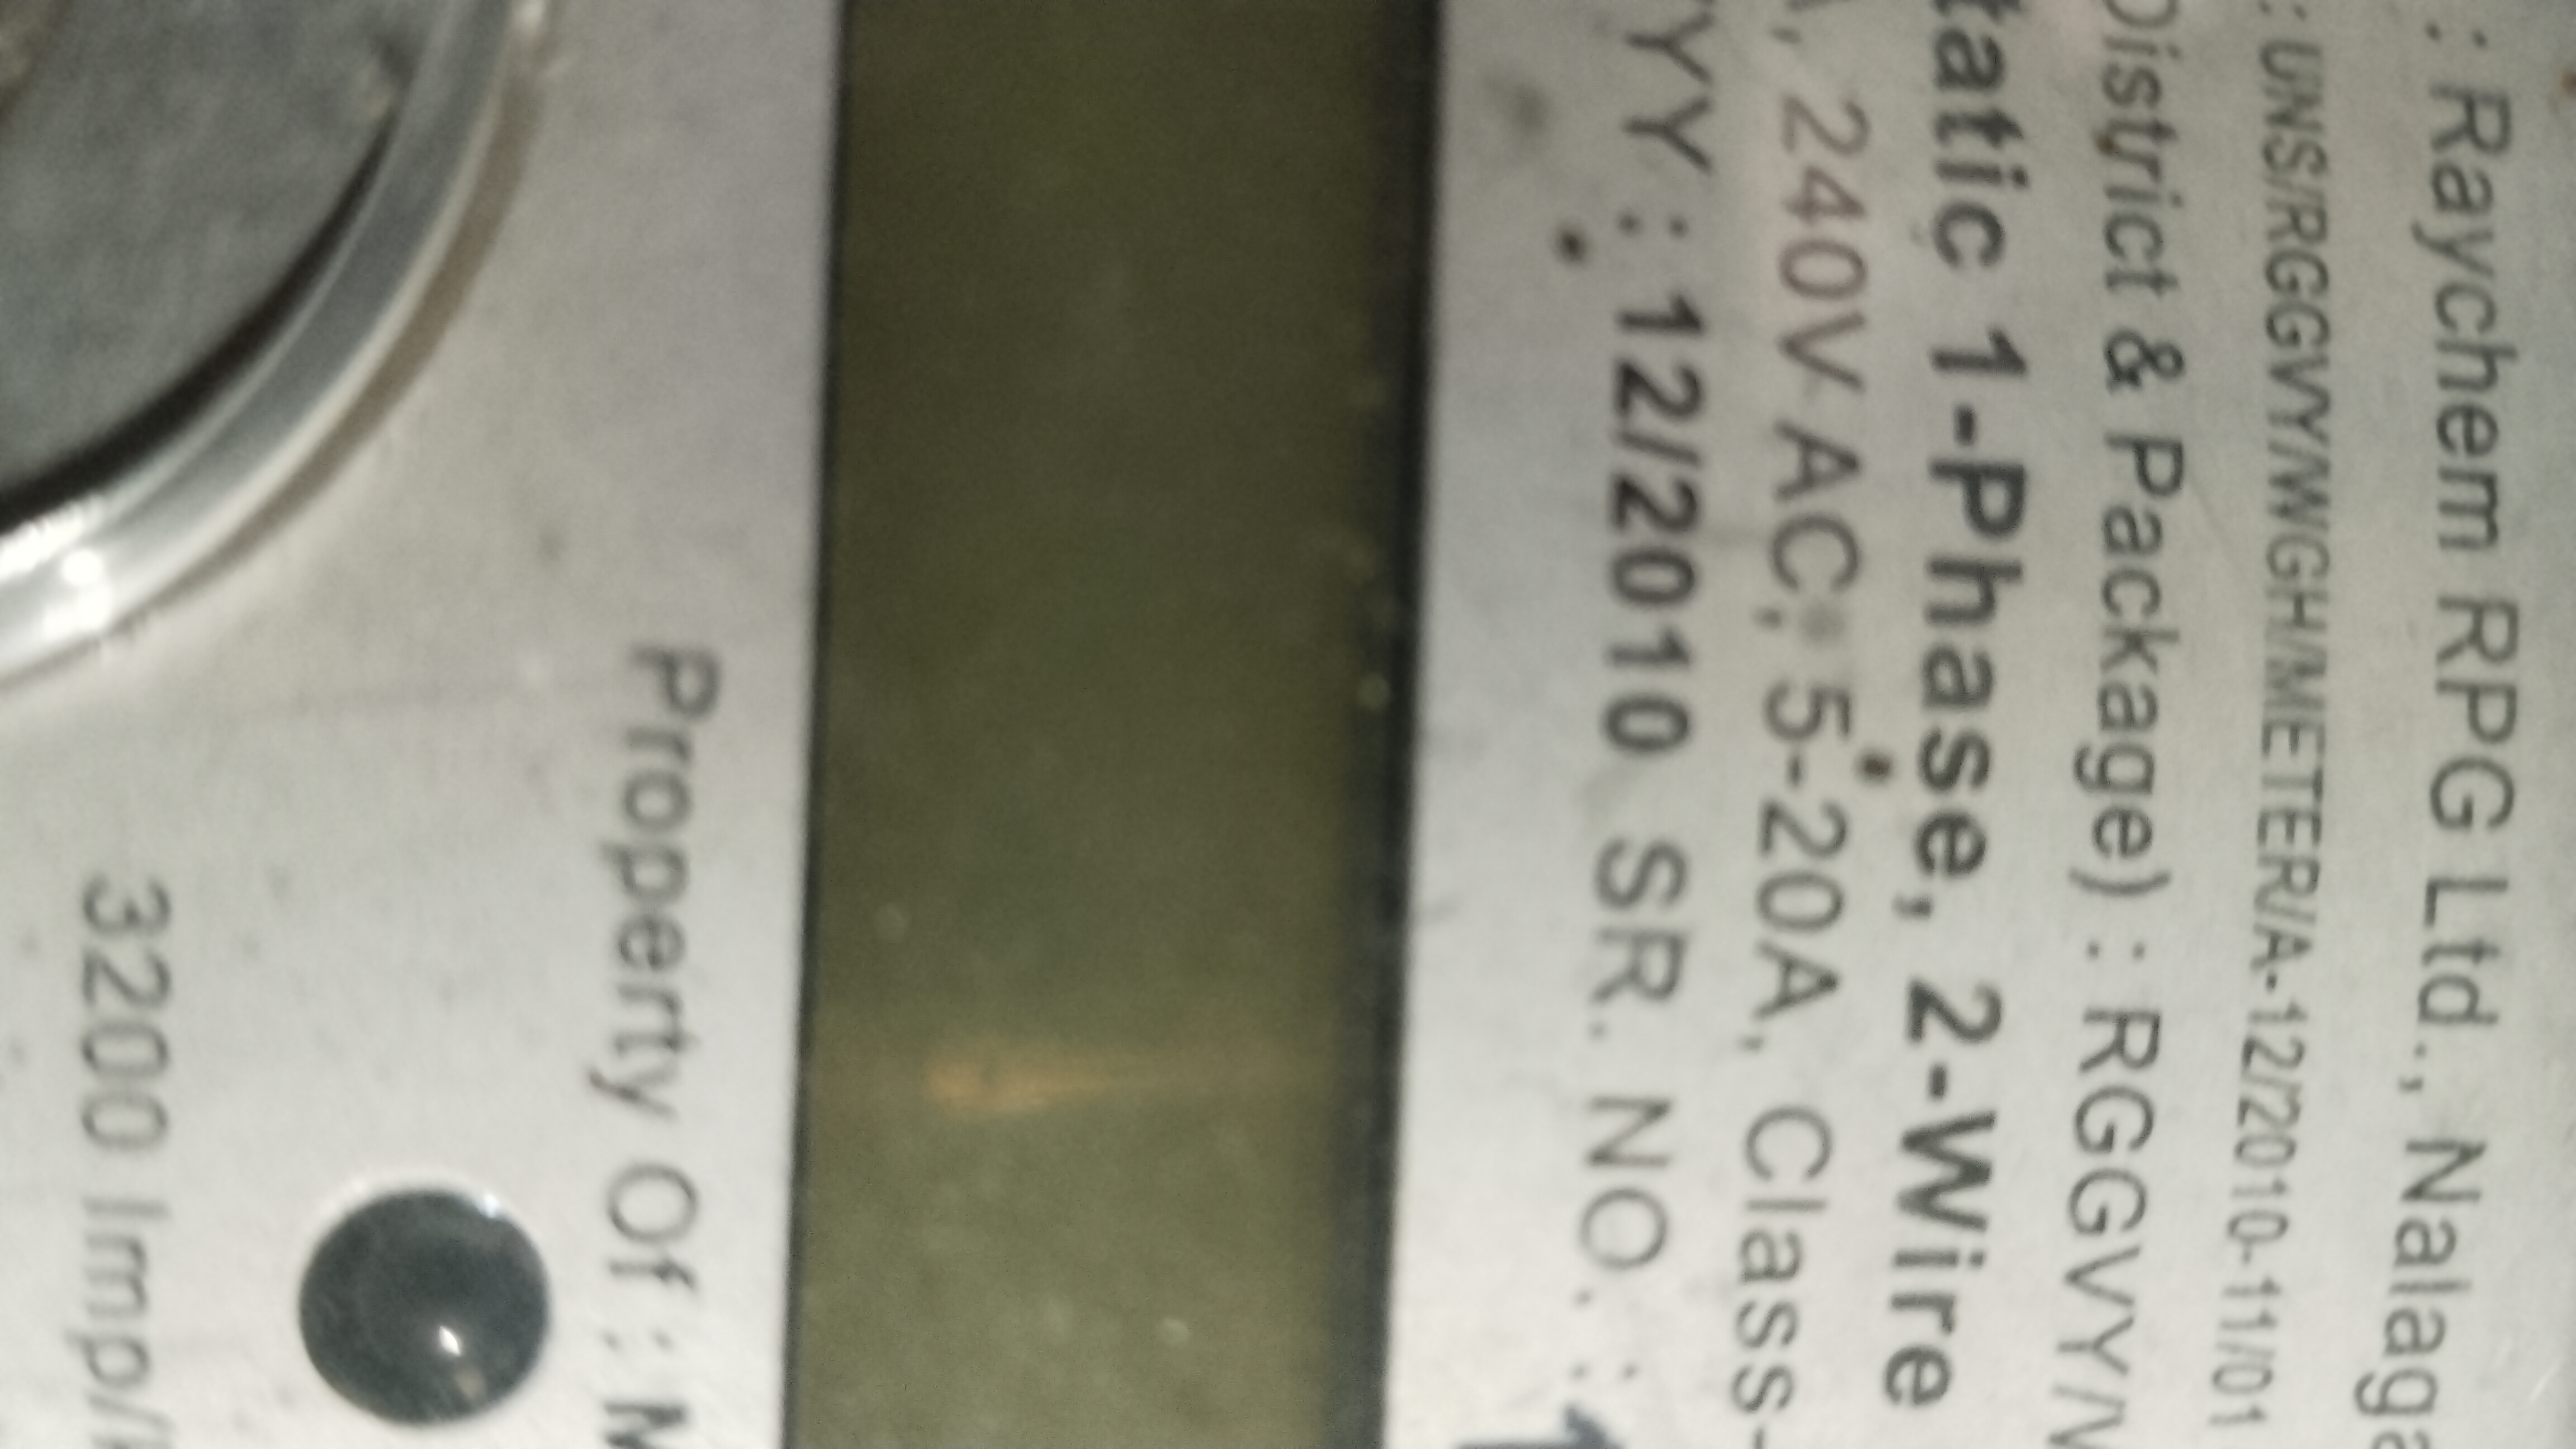 : Raychem RPG Ltd., Nalaga
: UNS/RGGVY/WGH/METER/A-12/2010-11/01
District & Package) : RGGVY/
tatic 1-Phase, 2-Wire
, 240V AC; 5-20A, Class-
YY : 12/2010 SR. NO. :
Property Of : M
3200 Imp/